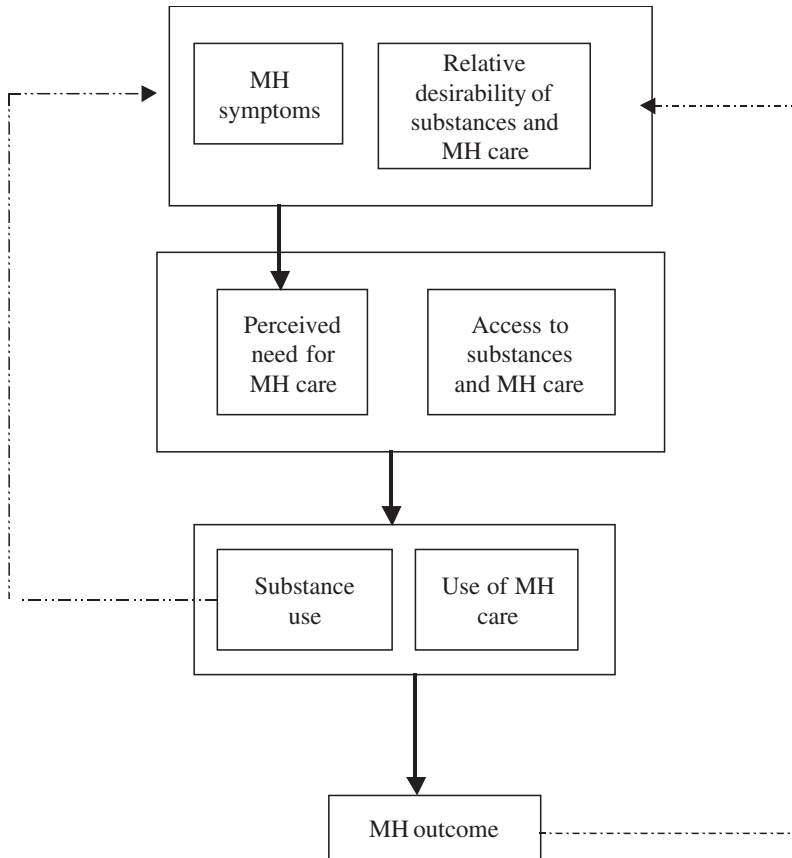 MH
symptoms
Relative
desirability of
substances and
MH care
Perceived
need for
MH care
Access to
substances
and MH care
Substance
use
Use of MH
care
MH outcome